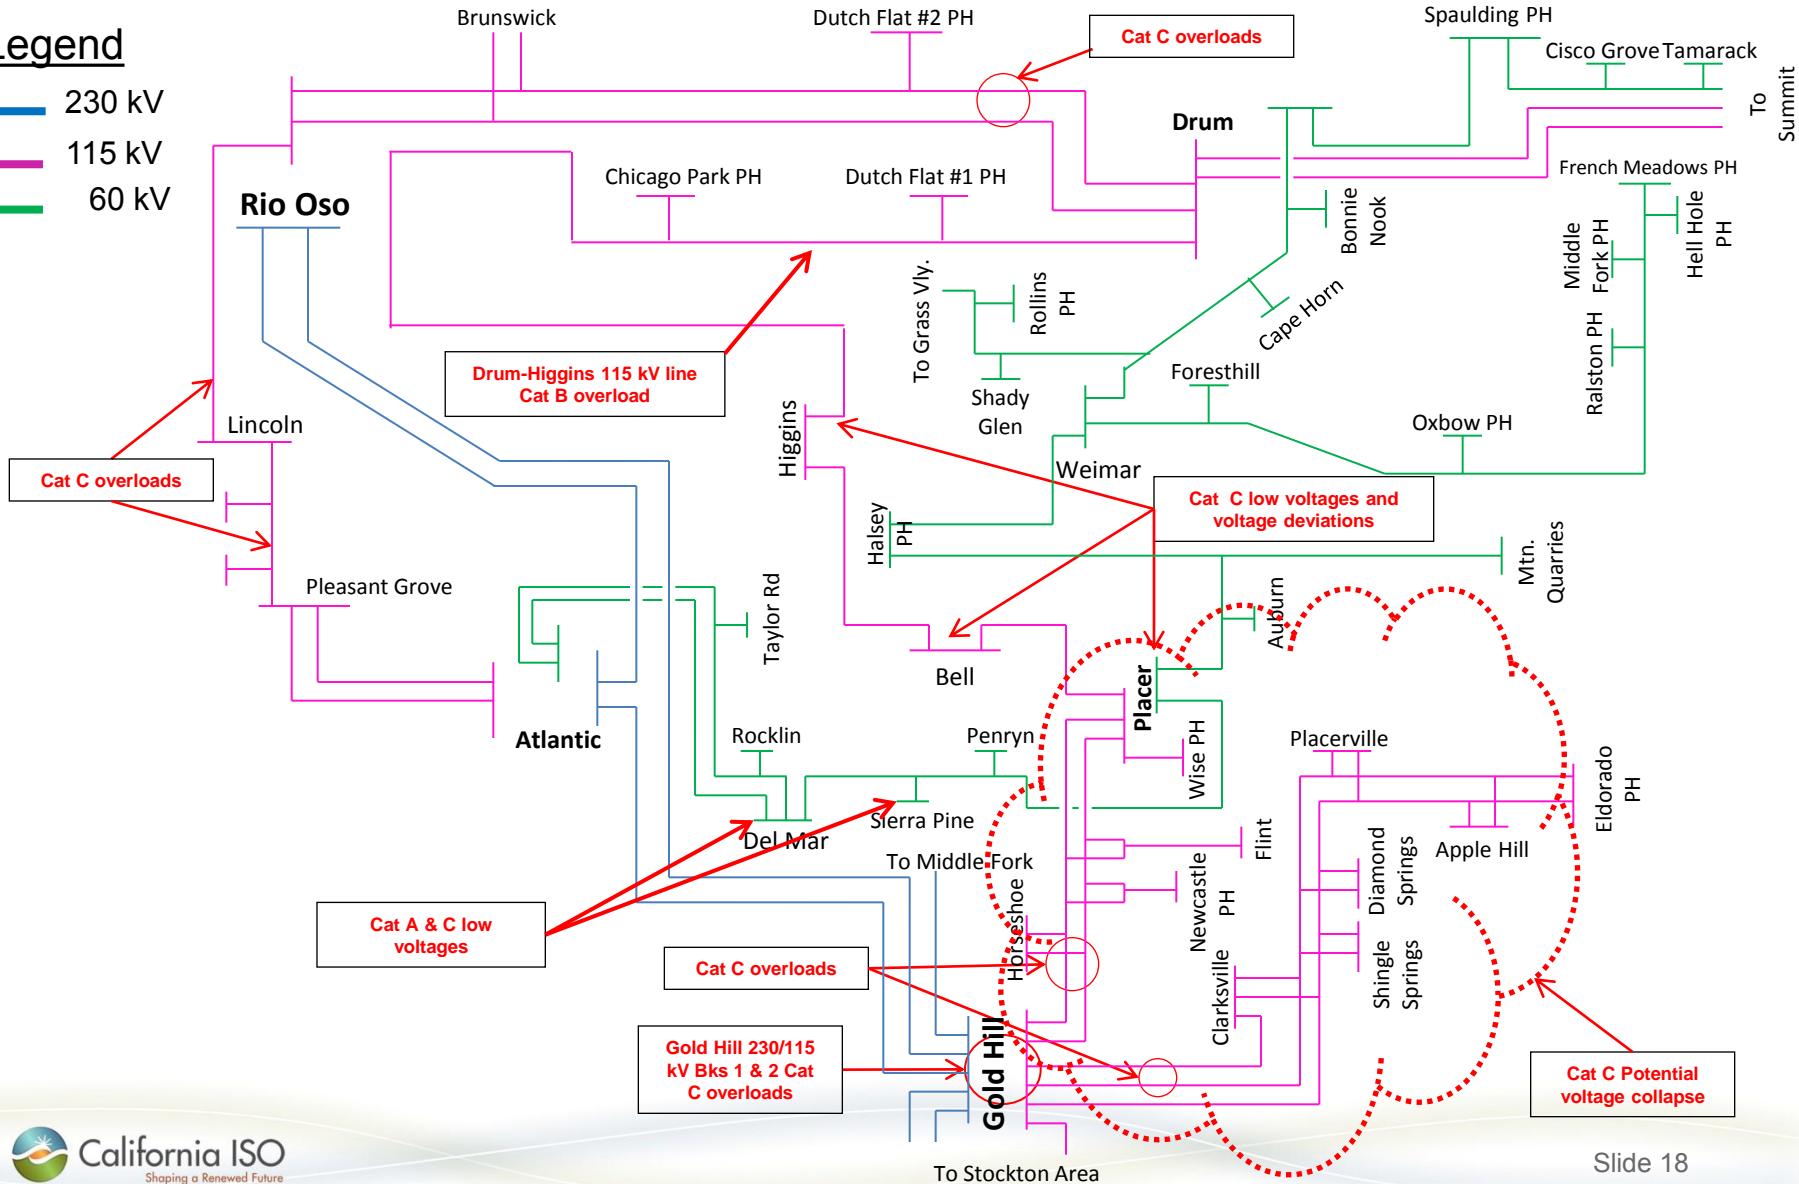 Legend
230 kV
115 kV
60 kV
Brunswick
Dutch Flat #2 PH
Cat C overloads
Spaulding PH
Cisco Grove
Tamarack
To
Summit
Drum
Rio Oso
Chicago Park PH
Dutch Flat #1 PH
French Meadows PH
Bonnie
Nook
Middle
Fork PH
Hell Hole
PH
To Grass Vly.
Rollins
PH
Cape Horn
Ralston PH
Drum-Higgins 115 kV line
Cat B overload
Shady
Glen
Foresthill
Oxbow PH
Lincoln
Higgins
Weimar
Cat C overloads
Cat C low voltages and
voltage deviations
Halsey
PH
Mtn.
Quarries
Pleasant Grove
Taylor Rd
Auburn
Bell
Placer
Atlantic
Rocklin
Penryn
Wise PH
Placerville
Eldorado
PH
Del Mar
Sierra Pine
To Middle Fork
Flint
Apple Hill
Newcastle
PH
Diamond
Springs
Horseshoe
Cat A & C low
voltages
Cat C overloads
Clarksville
Shingle
Springs
Gold Hill 230/115
kV Bks 1 & 2 Cat
C overloads
Gold Hill
Cat C Potential
voltage collapse
California ISO
Shaping a Renewed Future
To Stockton Area
Slide 18